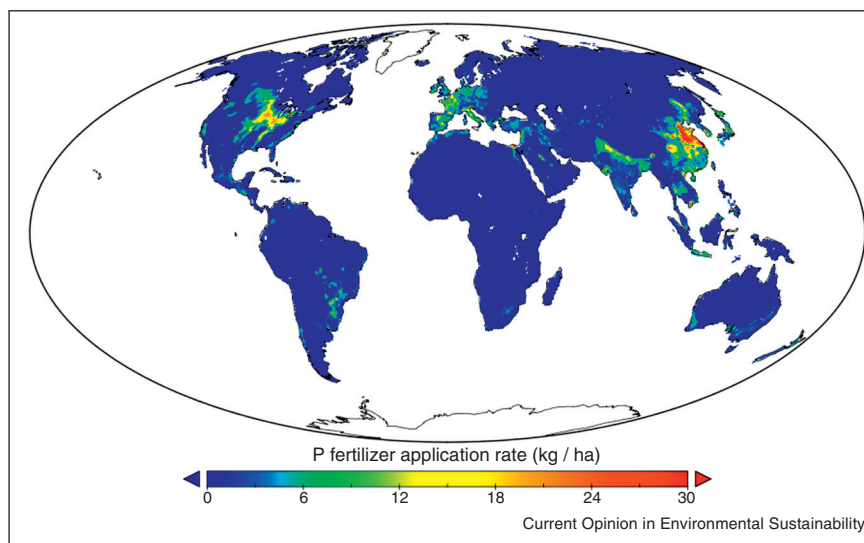 P fertilizer application rate (kg / ha)
0 6 12 18 24 30
Current Opinion in Environmental Sustainability